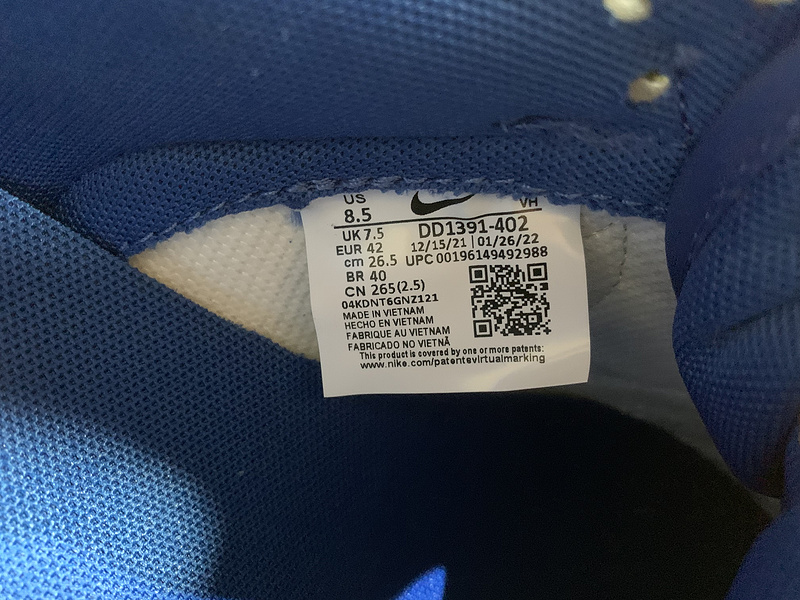 US VH
8.5
UK 7.5 DD1391-402
EUR 42 12/15/21 | 01/26/22
cm 26.5 UPC 00196149492988
BR 40
CN 265(2.5)
04KDNT6GNZ121
MADE IN VIETNAM
HECHO EN VIETNAM
FABRIQUE AU VIETNAM
FABRICADO NO VIETNÃ
This product is covered by one or more patents:
www.nike.com/patentsvirtualmarking